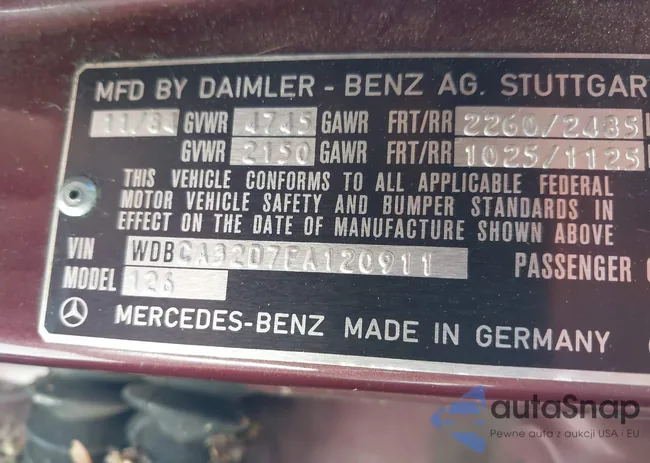 MFD BY DAIMLER - BENZ AG. STUTTGAR
11/84 GVWR 4745 GAWR FRT/RR 2260/2485
GVWR 2150 GAWR FRT/RR 1025/1125
THIS VEHICLE CONFORMS TO ALL APPLICABLE FEDERAL
MOTOR VEHICLE SAFETY AND BUMPER STANDARDS IN
EFFECT ON THE DATE OF MANUFACTURE SHOWN ABOVE
VIN WDBCA32D7FA120911 PASSENGER
MODEL 126
MERCEDES-BENZ MADE IN GERMANY
autoSnap
Pewne auta z aukcji USA i EU